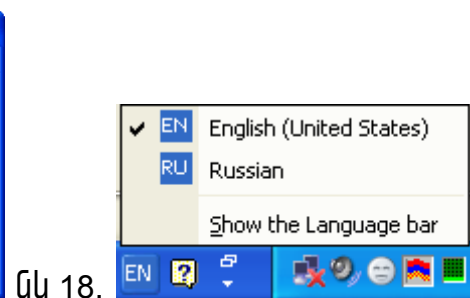 EN English (United States)
RU Russian
Show the Language bar
Նկ 18. EN